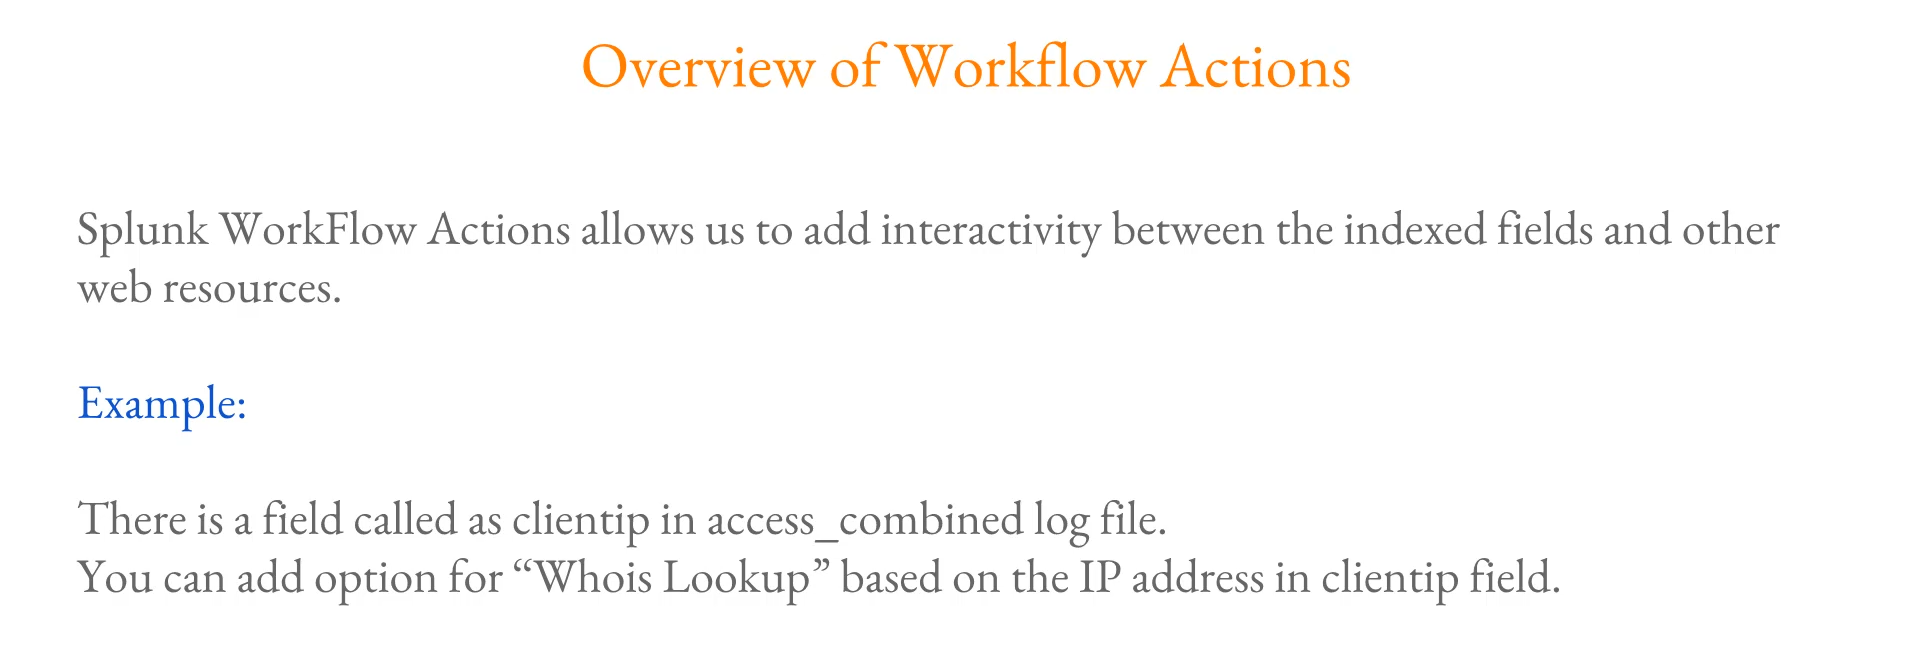 Overview of Workflow Actions
Splunk WorkFlow Actions allows us to add interactivity between the indexed fields and other
web resources.
Example:
There is a field called as clientip in access_combined log file.
You can add option for “Whois Lookup” based on the IP address in clientip field.